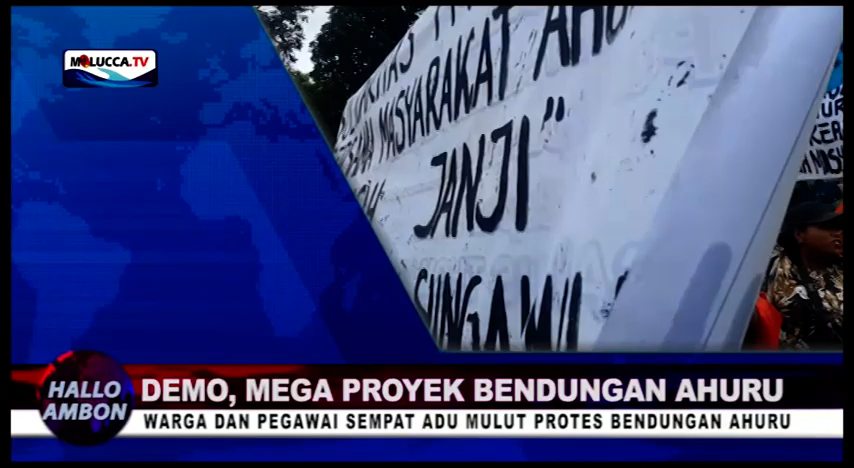 MOLUCCA.TV
MASYARAKAT AHU
"
JANJI
SUNGAWIL
HALLO
AMBON
DEMO, MEGA PROYEK BENDUNGAN AHURU
WARGA DAN PEGAWAI SEMPAT ADU MULUT PROTES BENDUNGAN AHURU